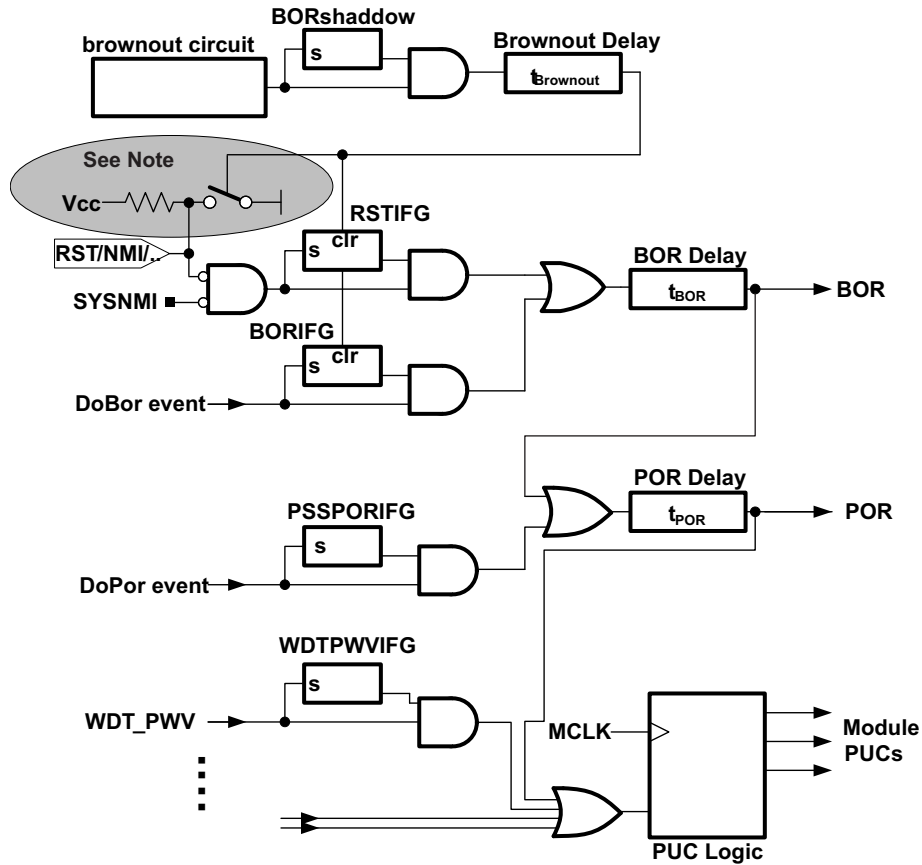 BORshaddow
brownout circuit
Brownout Delay
s
tBrownout
See Note
Vcc
RSTIFG
RST/NMI/..
s clr
BOR Delay
tBOR
BOR
SYSNMI
BORIFG
s clr
DoBor event
POR Delay
PSSPORIFG
tPOR
POR
s
DoPor event
WDTPWVIFG
s
WDT_PWV
MCLK
Module
PUCs
PUC Logic